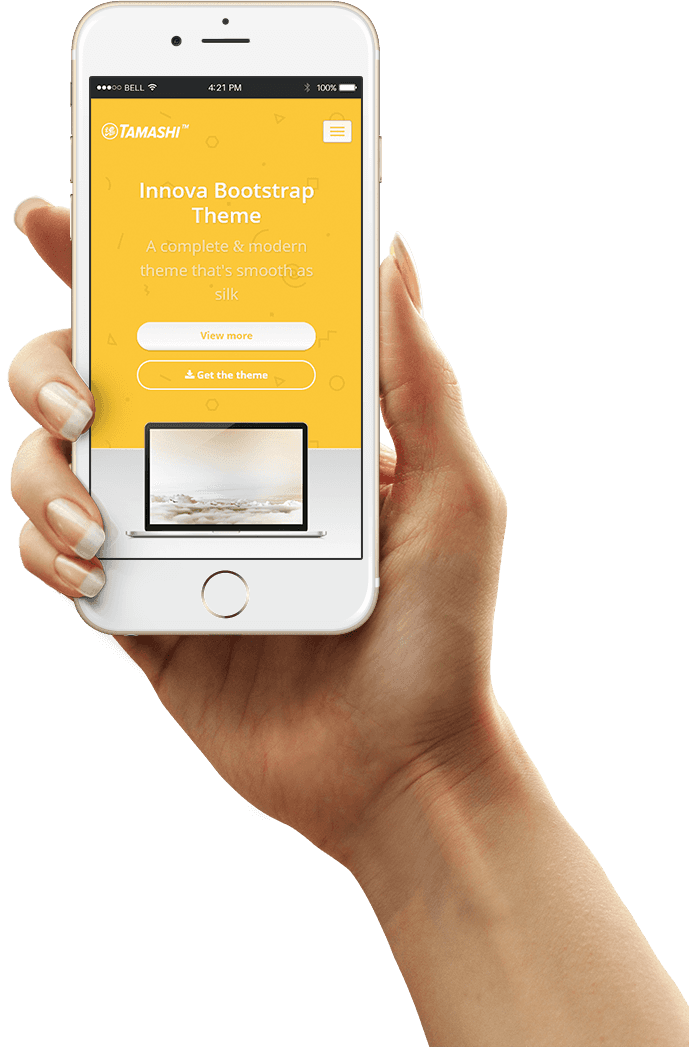 BELL 4:21 PM 100%
TAMASHI™
Innova Bootstrap
Theme
A complete & modern
theme that's smooth as
silk
View more
Get the theme